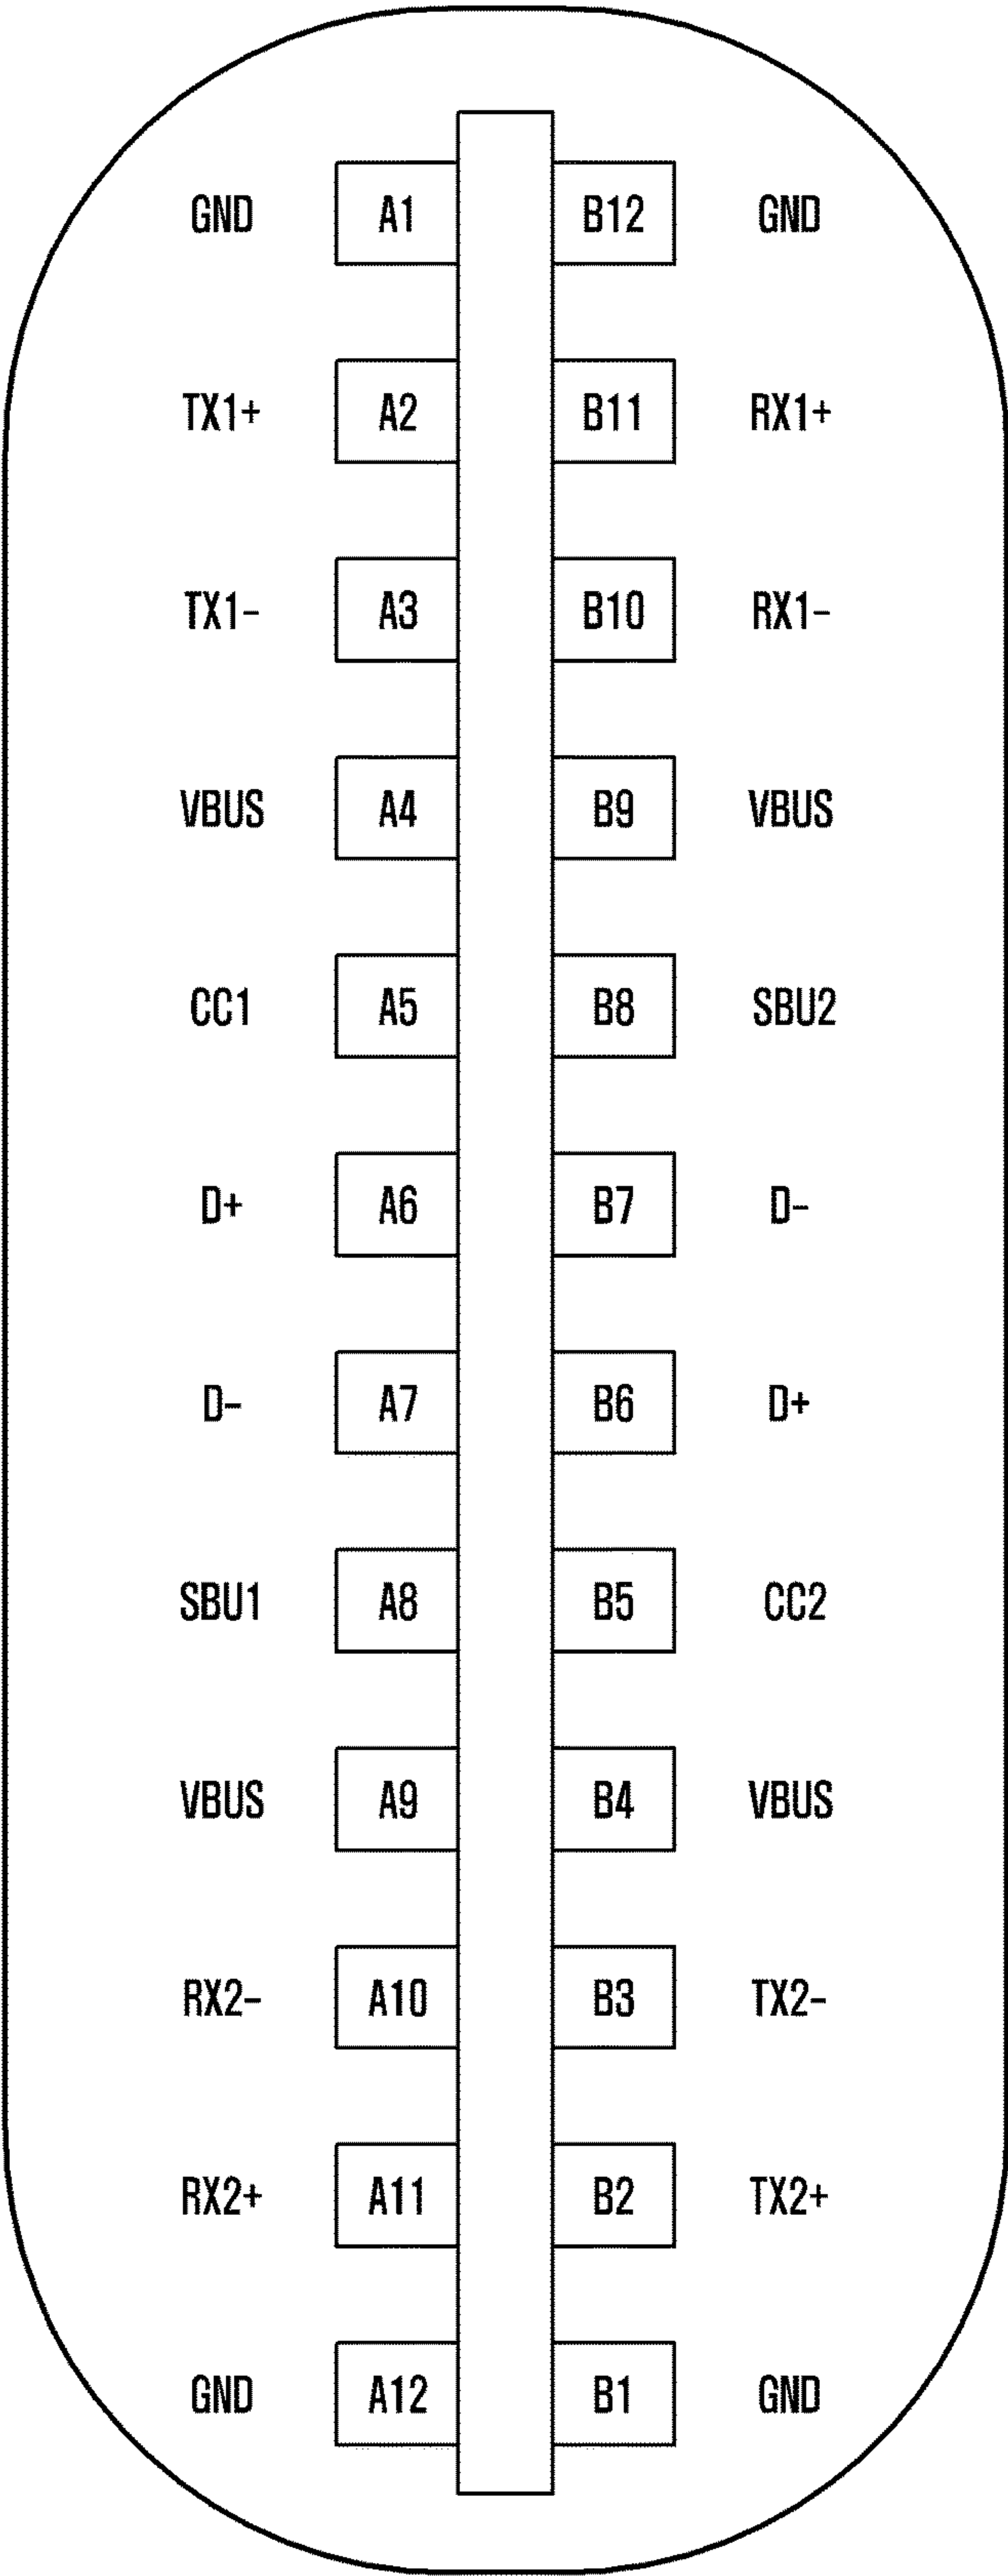 GND A1 B12 GND
TX1+ A2 B11 RX1+
TX1− A3 B10 RX1−
VBUS A4 B9 VBUS
CC1 A5 B8 SBU2
D+ A6 B7 D−
D− A7 B6 D+
SBU1 A8 B5 CC2
VBUS A9 B4 VBUS
RX2− A10 B3 TX2−
RX2+ A11 B2 TX2+
GND A12 B1 GND